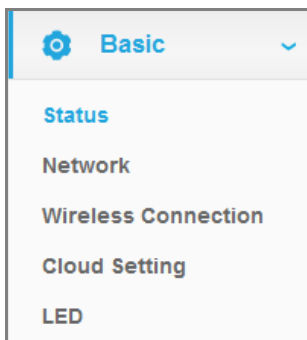 Basic
Status
Network
Wireless Connection
Cloud Setting
LED